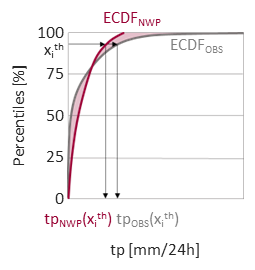 ECDF_NWP
100
x_i^th
ECDF_OBS
75
50
25
0
Percentiles [%]
tp_NWP(x_i^th) tp_OBS(x_i^th)
tp [mm/24h]